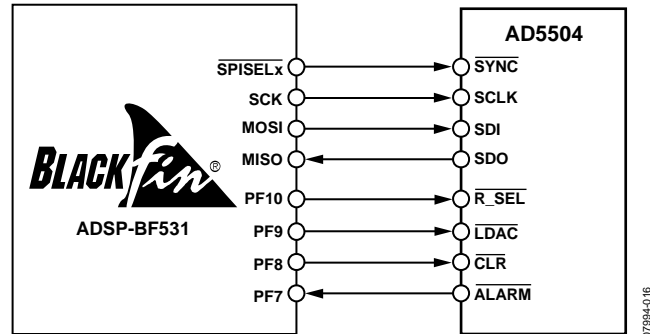 AD5504
SPISELx SYNC
SCK SCLK
MOSI SDI
MISO SDO
BLACKfin®
PF10 R_SEL
ADSP-BF531
PF9 LDAC
PF8 CLR
PF7 ALARM
07994-016